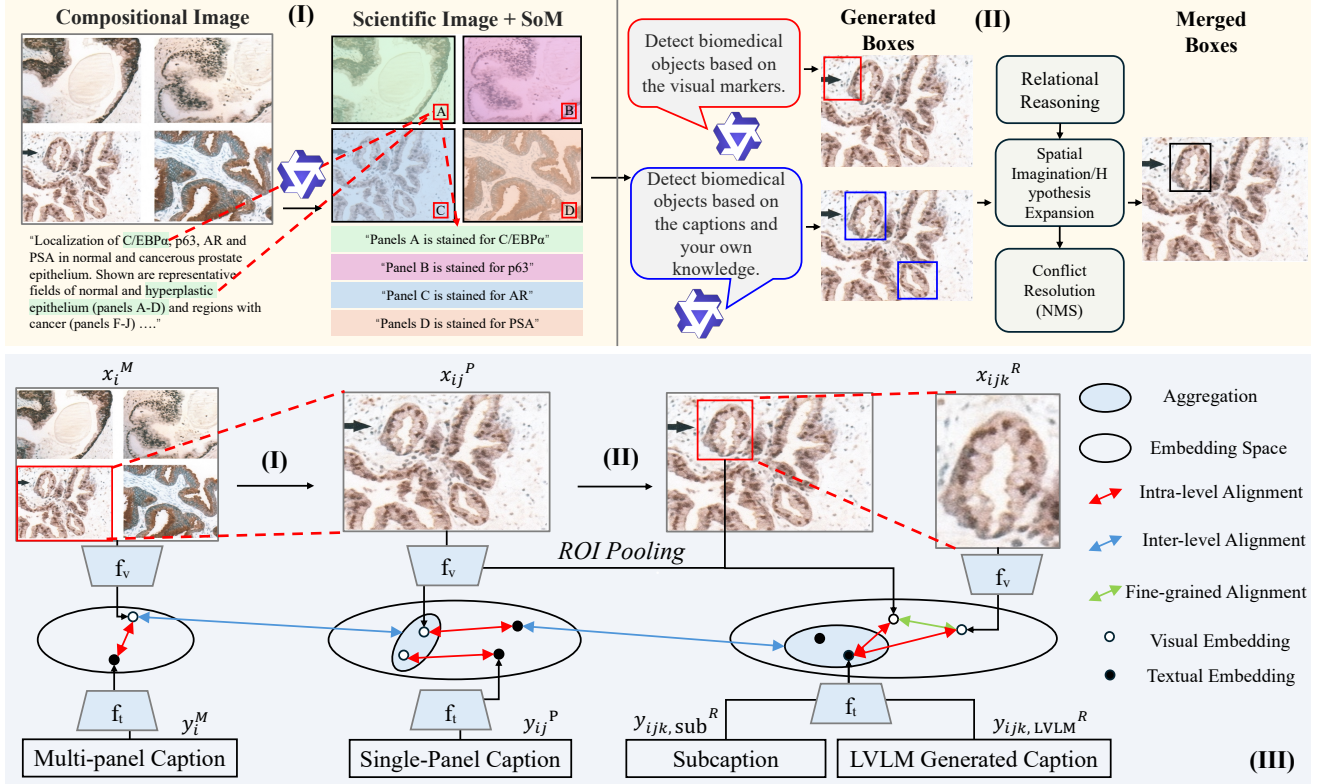 Compositional Image
(I)
Scientific Image + SoM
A
B
C
D
"Localization of C/EBPα, p63, AR and
PSA in normal and cancerous prostate
epithelium. Shown are representative
fields of normal and hyperplastic
epithelium (panels A-D) and regions with
cancer (panels F-J) …."
"Panels A is stained for C/EBPα"
"Panel B is stained for p63"
"Panel C is stained for AR"
"Panels D is stained for PSA"
Detect biomedical
objects based on
the visual markers.
Detect biomedical
objects based on
the captions and
your own
knowledge.
Generated
Boxes
(II)
Merged
Boxes
Relational
Reasoning
Spatial
Imagination/H
ypothesis
Expansion
Conflict
Resolution
(NMS)
x_i^M
x_ij^P
x_ijk^R
(I)
(II)
Aggregation
Embedding Space
Intra-level Alignment
Inter-level Alignment
Fine-grained Alignment
Visual Embedding
Textual Embedding
ROI Pooling
f_v
f_v
f_v
f_t
f_t
f_t
y_i^M
y_ij^P
y_ijk, sub^R
y_ijk, LVLM^R
Multi-panel Caption
Single-Panel Caption
Subcaption
LVLM Generated Caption
(III)